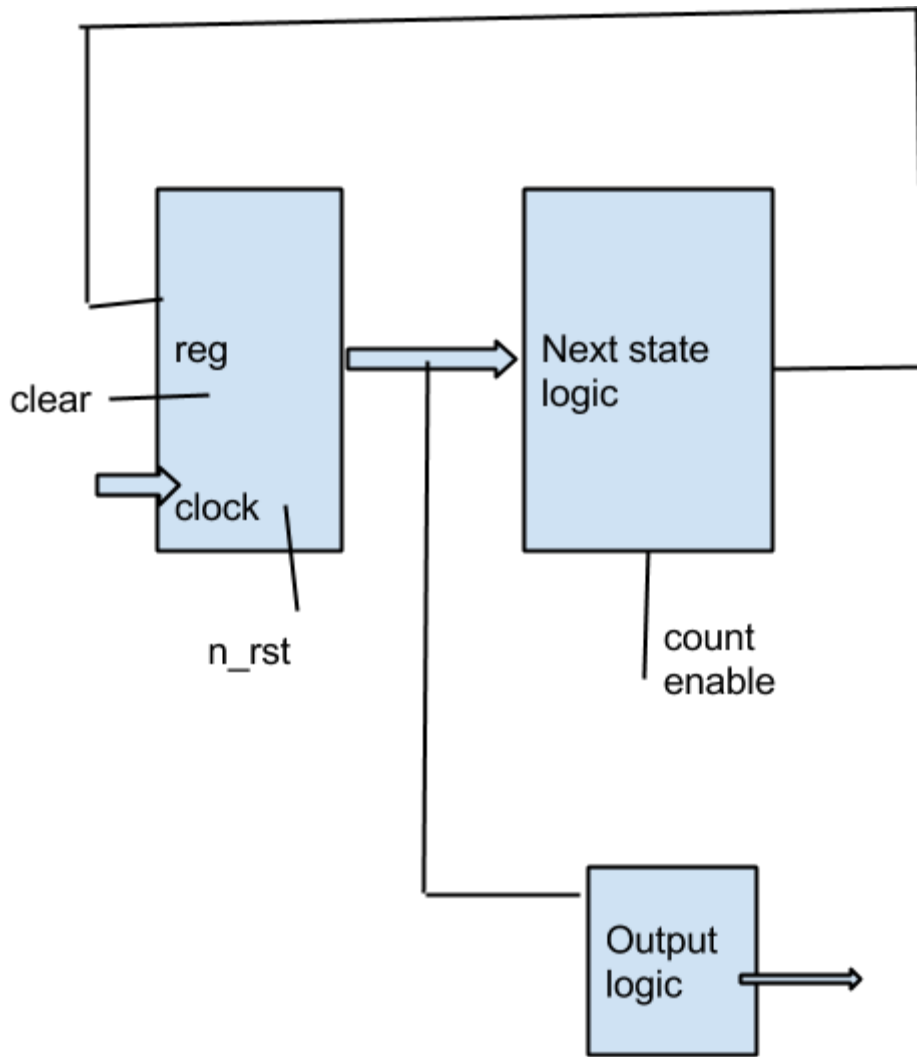 reg
clear
clock
n_rst
Next state
logic
count
enable
Output
logic